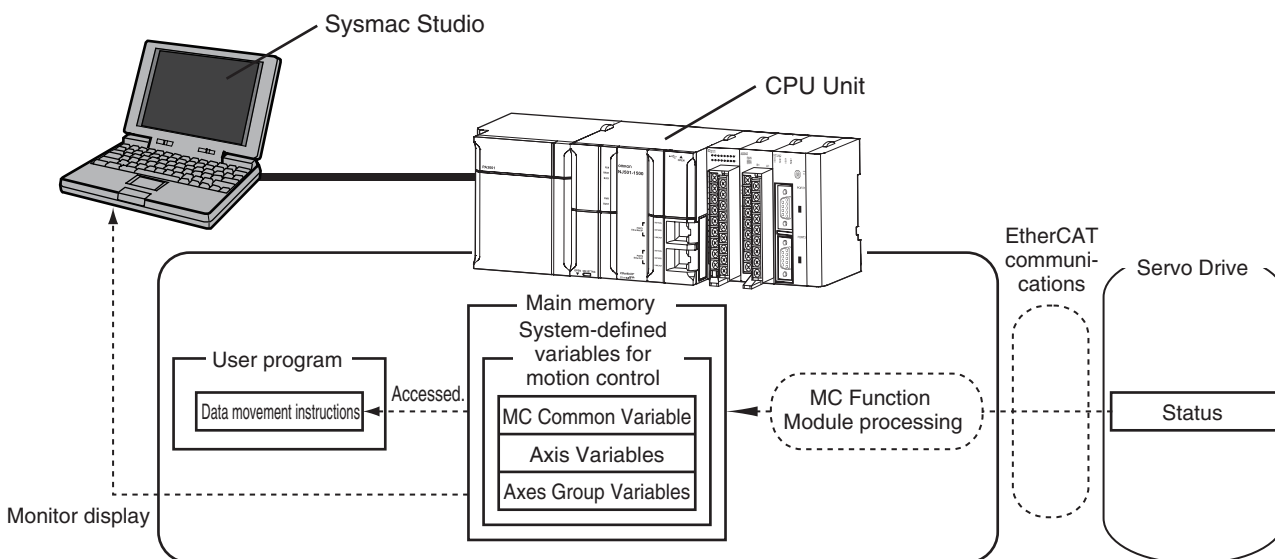 Sysmac Studio
CPU Unit
NJ501-1500
EtherCAT
communi-
cations
Servo Drive
Main memory
System-defined
variables for
motion control
User program
Accessed.
Data movement instructions
MC Common Variable
Axis Variables
Axes Group Variables
MC Function
Module processing
Status
Monitor display